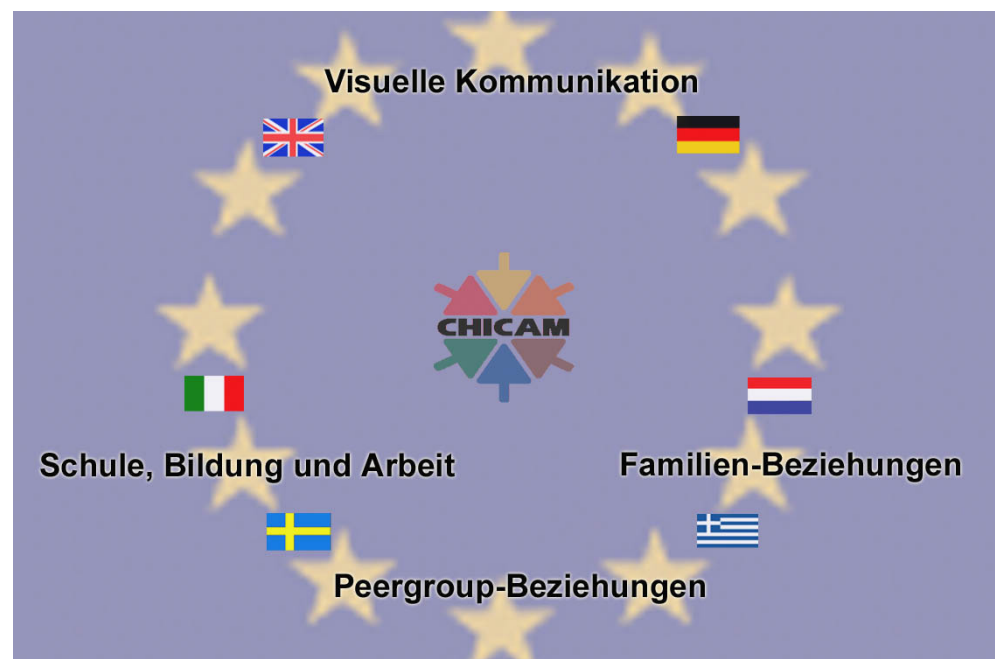 Visuelle Kommunikation
CHICAM
Schule, Bildung und Arbeit
Familien-Beziehungen
Peergroup-Beziehungen